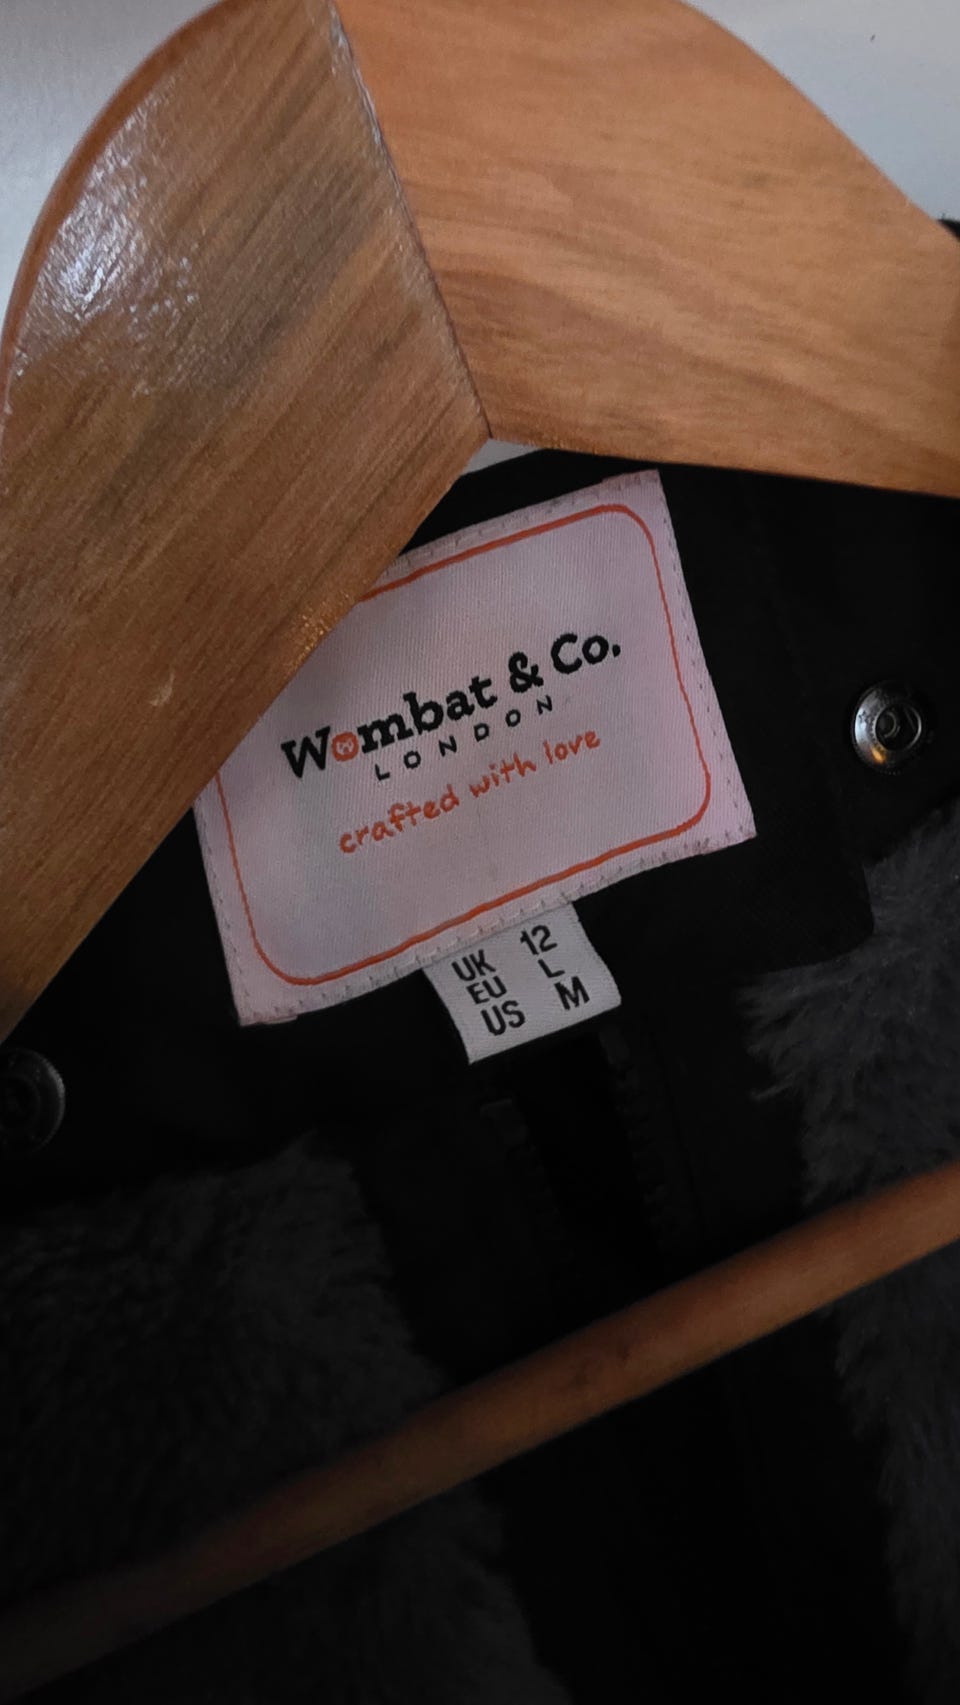 Wombat & Co.
LONDON
crafted with love
UK 12
EU L
US M